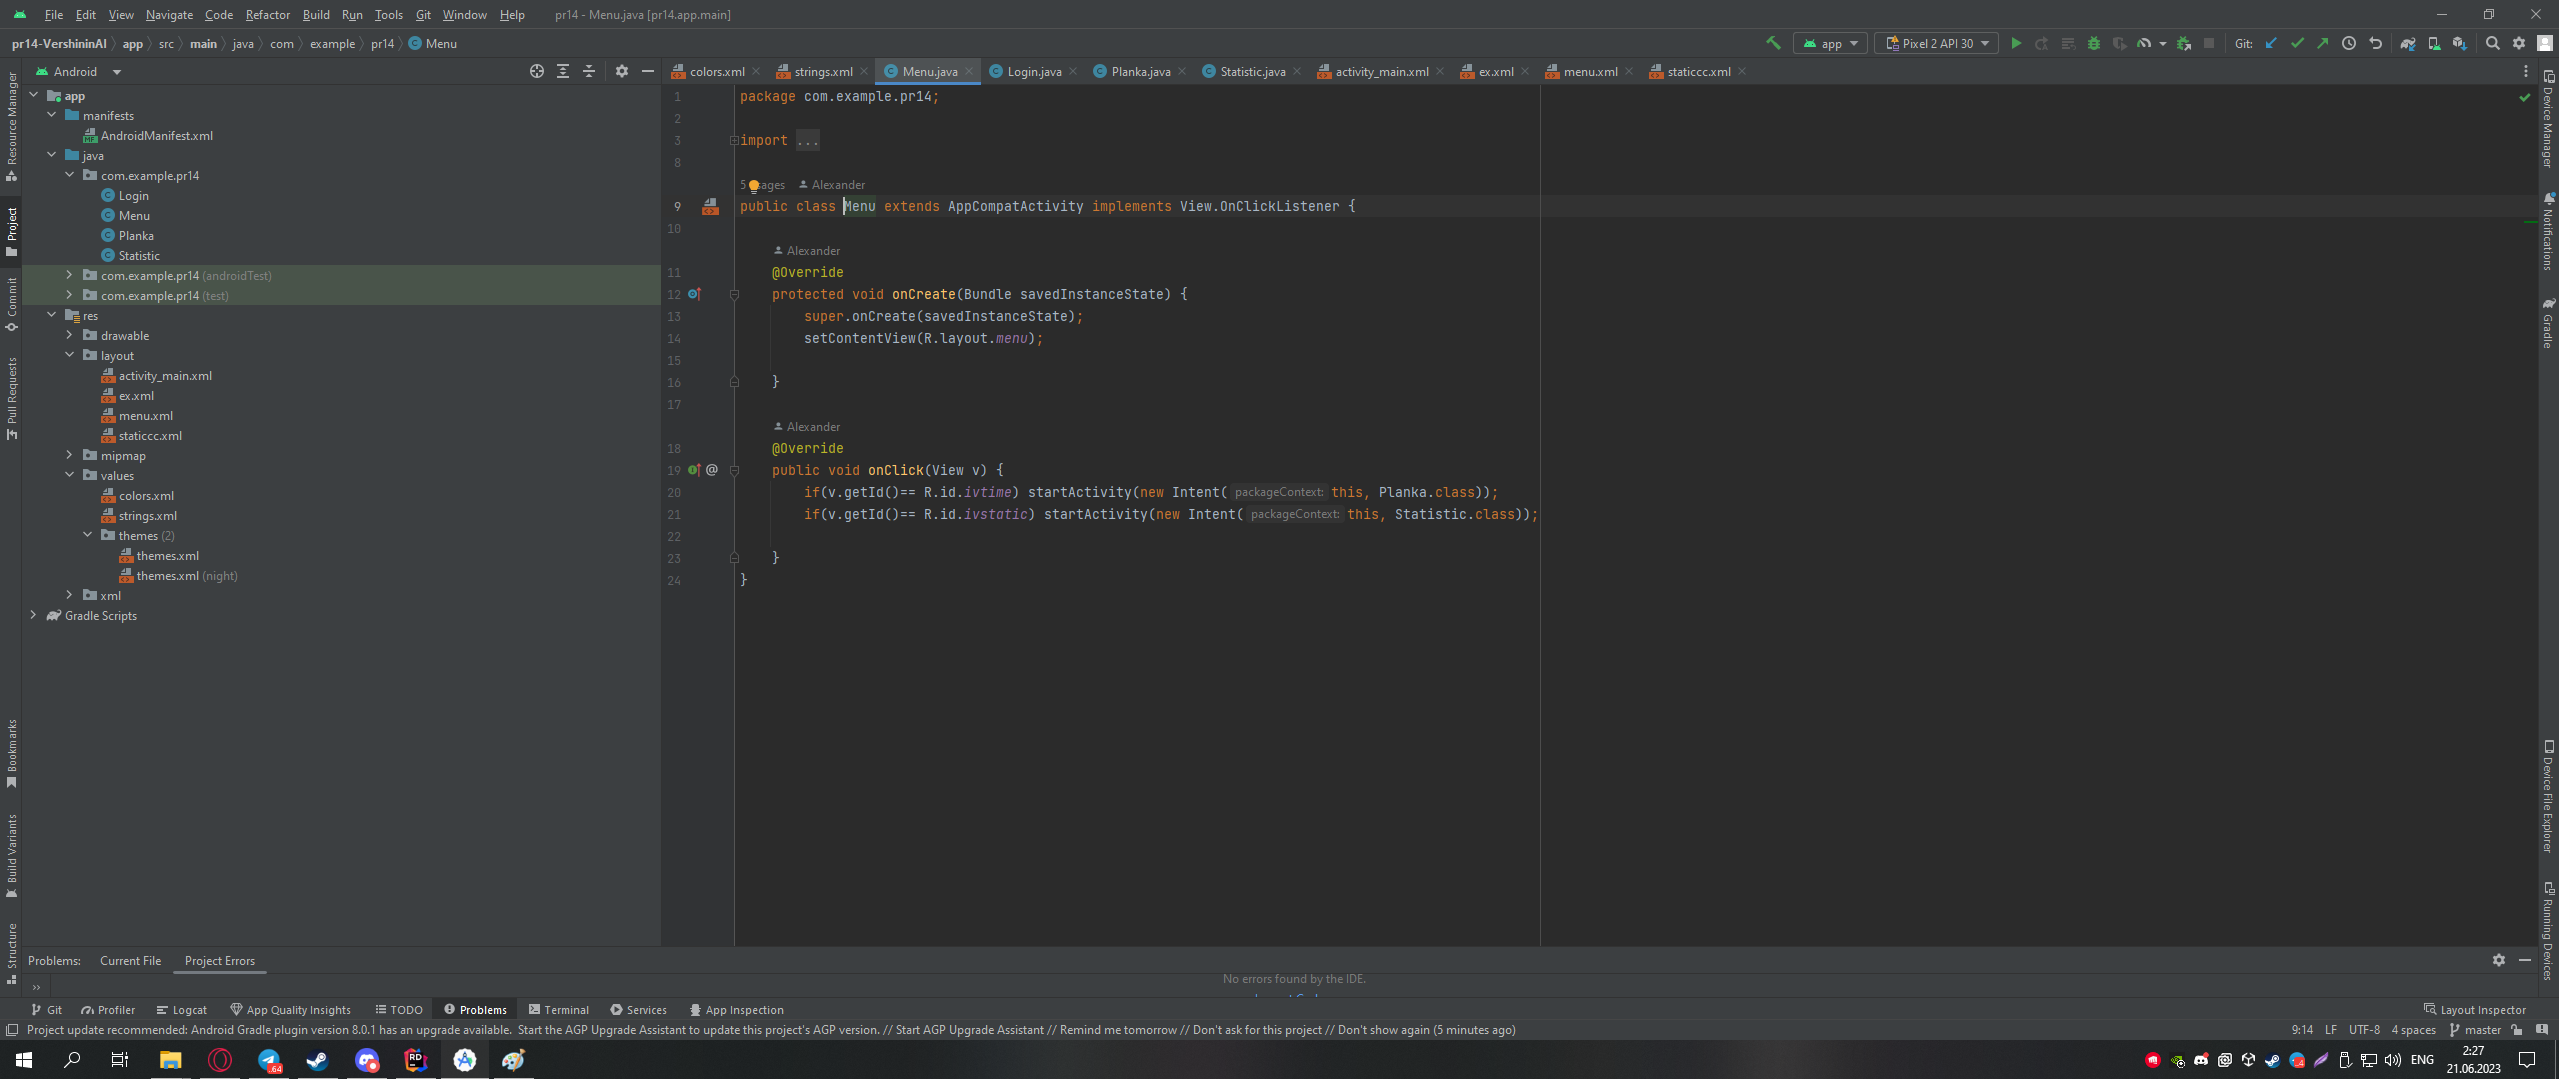 File Edit View Navigate Code Refactor Build Run Tools Git Window Help pr14 - Menu.java [pr14.app.main]
pr14-VershininAI app src main java com example pr14 Menu app Pixel 2 API 30 Git:
Android
colors.xml strings.xml Menu.java Login.java Planka.java Statistic.java activity_main.xml ex.xml menu.xml staticcc.xml
Resource Manager
Project
Commit
Pull Requests
Bookmarks
Build Variants
Structure
app
manifests
AndroidManifest.xml
java
com.example.pr14
Login
Menu
Planka
Statistic
com.example.pr14 (androidTest)
com.example.pr14 (test)
res
drawable
layout
activity_main.xml
ex.xml
menu.xml
staticcc.xml
mipmap
values
colors.xml
strings.xml
themes (2)
themes.xml
themes.xml (night)
xml
Gradle Scripts
1 package com.example.pr14;
2
3 import ...
8
Alexander
9 public class Menu extends AppCompatActivity implements View.OnClickListener {
10
Alexander
11 @Override
12 protected void onCreate(Bundle savedInstanceState) {
13 super.onCreate(savedInstanceState);
14 setContentView(R.layout.menu);
15
16 }
17
Alexander
18 @Override
19 @ public void onClick(View v) {
20 if(v.getId()== R.id.ivtime) startActivity(new Intent( packageContext: this, Planka.class));
21 if(v.getId()== R.id.ivstatic) startActivity(new Intent( packageContext: this, Statistic.class));
22
23 }
24 }
Device Manager
Notifications
Gradle
Device File Explorer
Running Devices
Problems: Current File Project Errors
No errors found by the IDE.
Git Profiler Logcat App Quality Insights TODO Problems Terminal Services App Inspection Layout Inspector
Project update recommended: Android Gradle plugin version 8.0.1 has an upgrade available. Start the AGP Upgrade Assistant to update this project's AGP version. // Start AGP Upgrade Assistant // Remind me tomorrow // Don't ask for this project // Don't show again (5 minutes ago) 9:14 LF UTF-8 4 spaces master
ENG 2:27
21.06.2023